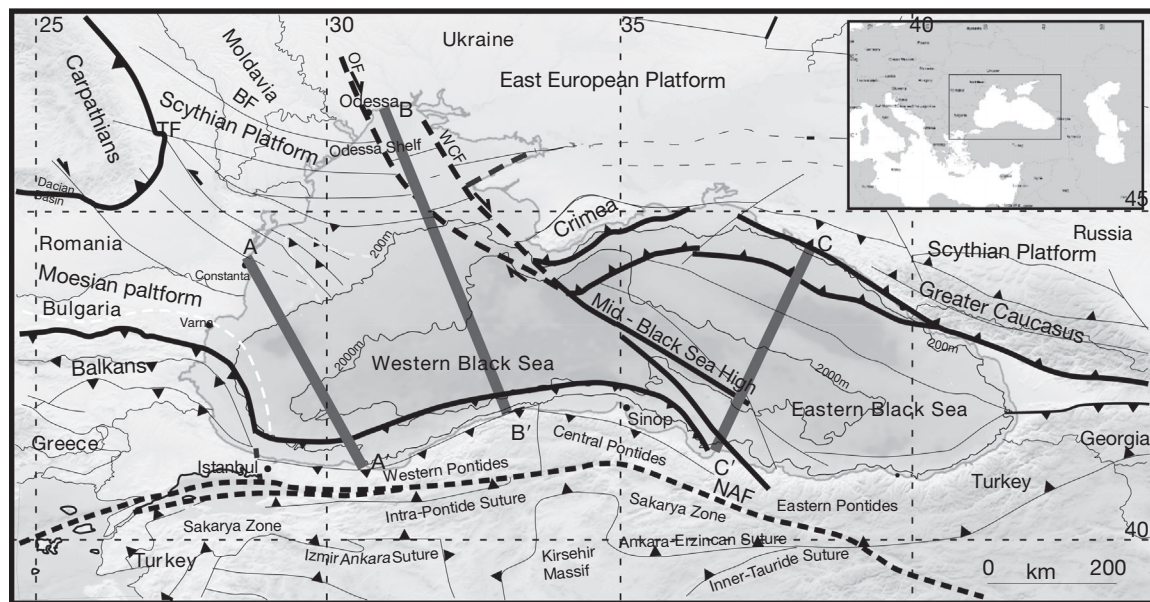 25
30
35
40
Ukraine
East European Platform
Moldavia
BF
OF
Odessa
B
Carpathians
TF
Scythian Platform
Odessa Shelf
WCF
45
Dacian
Basin
Romania
A
Constanta
200m
Crimea
C
Scythian Platform
Russia
Moesian paltform
Bulgaria
Varna
Mid - Black Sea High
Greater Caucasus
200m
Balkans
2000m
Western Black Sea
2000m
Eastern Black Sea
B'
Sinop
Greece
Georgia
Istanbul
A'
Western Pontides
Central Pontides
C'
NAF
Turkey
Intra-Pontide Suture
Sakarya Zone
Eastern Pontides
Sakarya Zone
40
Turkey
Izmir Ankara Suture
Kirsehir
Massif
Ankara-Erzincan Suture
Inner-Tauride Suture
0 km 200